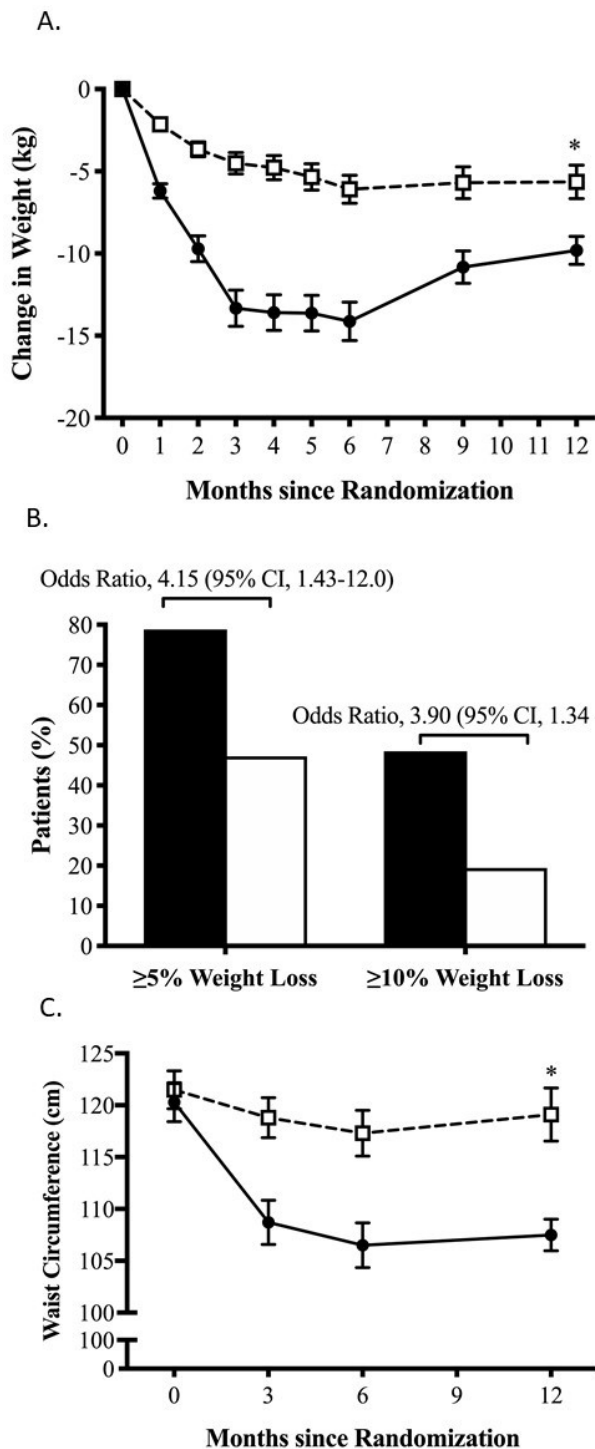 A.
0
-5
-10
-15
-20
Change in Weight (kg)
*
0 1 2 3 4 5 6 7 8 9 10 11 12
Months since Randomization
B.
Odds Ratio, 4.15 (95% CI, 1.43-12.0)
Odds Ratio, 3.90 (95% CI, 1.34
80
70
60
50
40
30
20
10
0
Patients (%)
≥5% Weight Loss ≥10% Weight Loss
C.
125
120
115
110
105
100
100
0
Waist Circumference (cm)
*
0 3 6 9 12
Months since Randomization